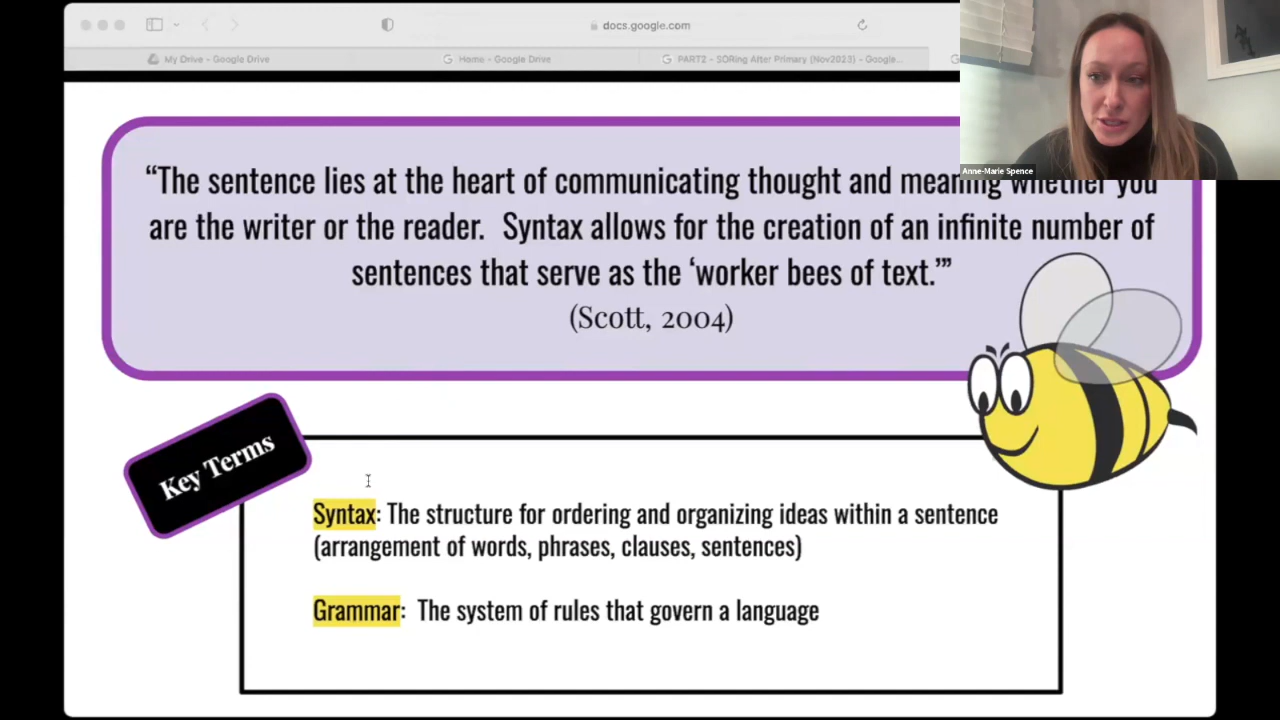 docs.google.com
My Drive - Google Drive
Home - Google Drive
PART2 - SORing After Primary (Nov2023) - Google...
Anne-Marie Spence
“The sentence lies at the heart of communicating thought and meaning whether you
are the writer or the reader.  Syntax allows for the creation of an infinite number of
sentences that serve as the ‘worker bees of text.’”
(Scott, 2004)
Key Terms
Syntax: The structure for ordering and organizing ideas within a sentence
(arrangement of words, phrases, clauses, sentences)
Grammar:  The system of rules that govern a language